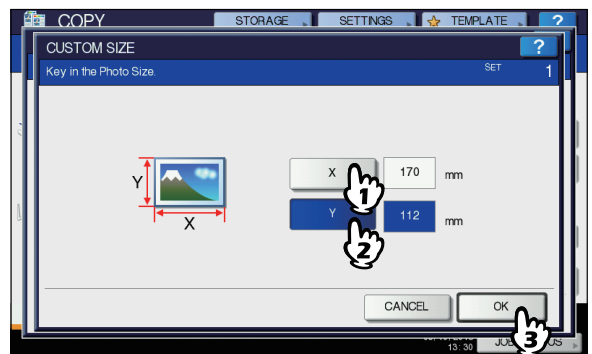 COPY STORAGE SETTINGS TEMPLATE ?
CUSTOM SIZE ?
Key in the Photo Size. SET 1
X 170 mm
Y
1
Y 112 mm
X
2
CANCEL OK
3
13:30